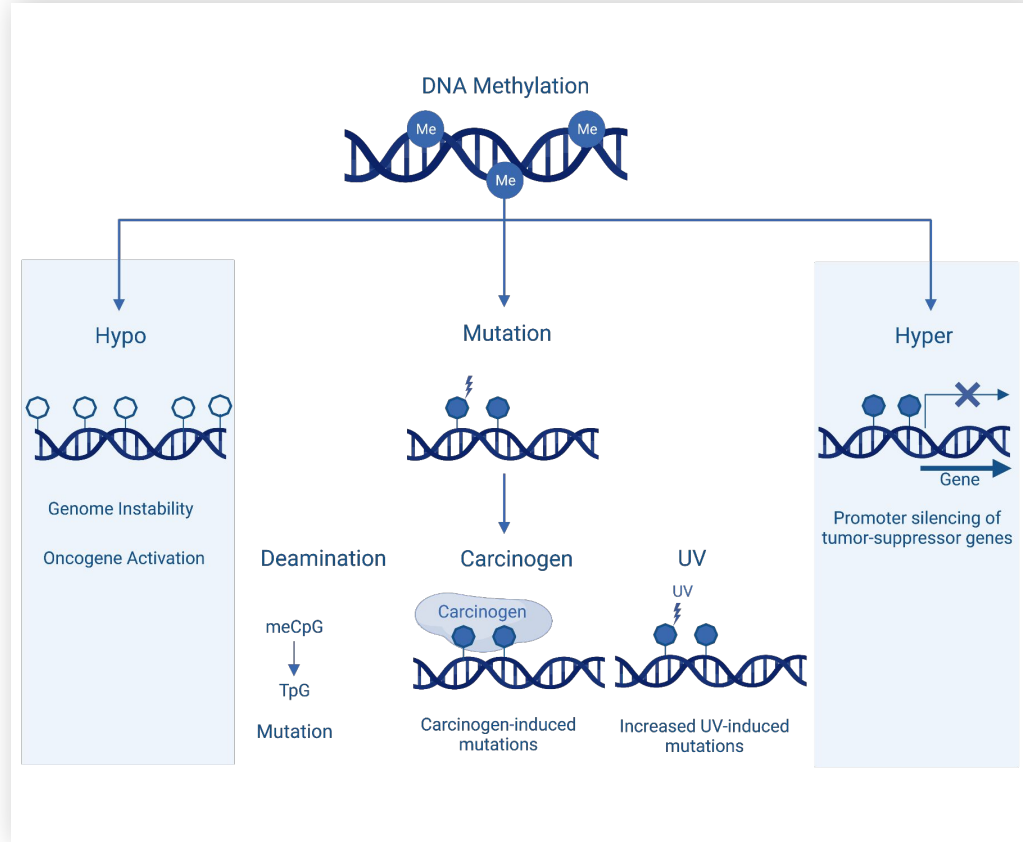 DNA Methylation
Me
Me
Me
Hypo
Mutation
Hyper
Gene
Genome Instability
Oncogene Activation
Promoter silencing of
tumor-suppressor genes
Deamination
Carcinogen
UV
meCpG
TpG
Mutation
Carcinogen
Carcinogen-induced
mutations
UV
Increased UV-induced
mutations